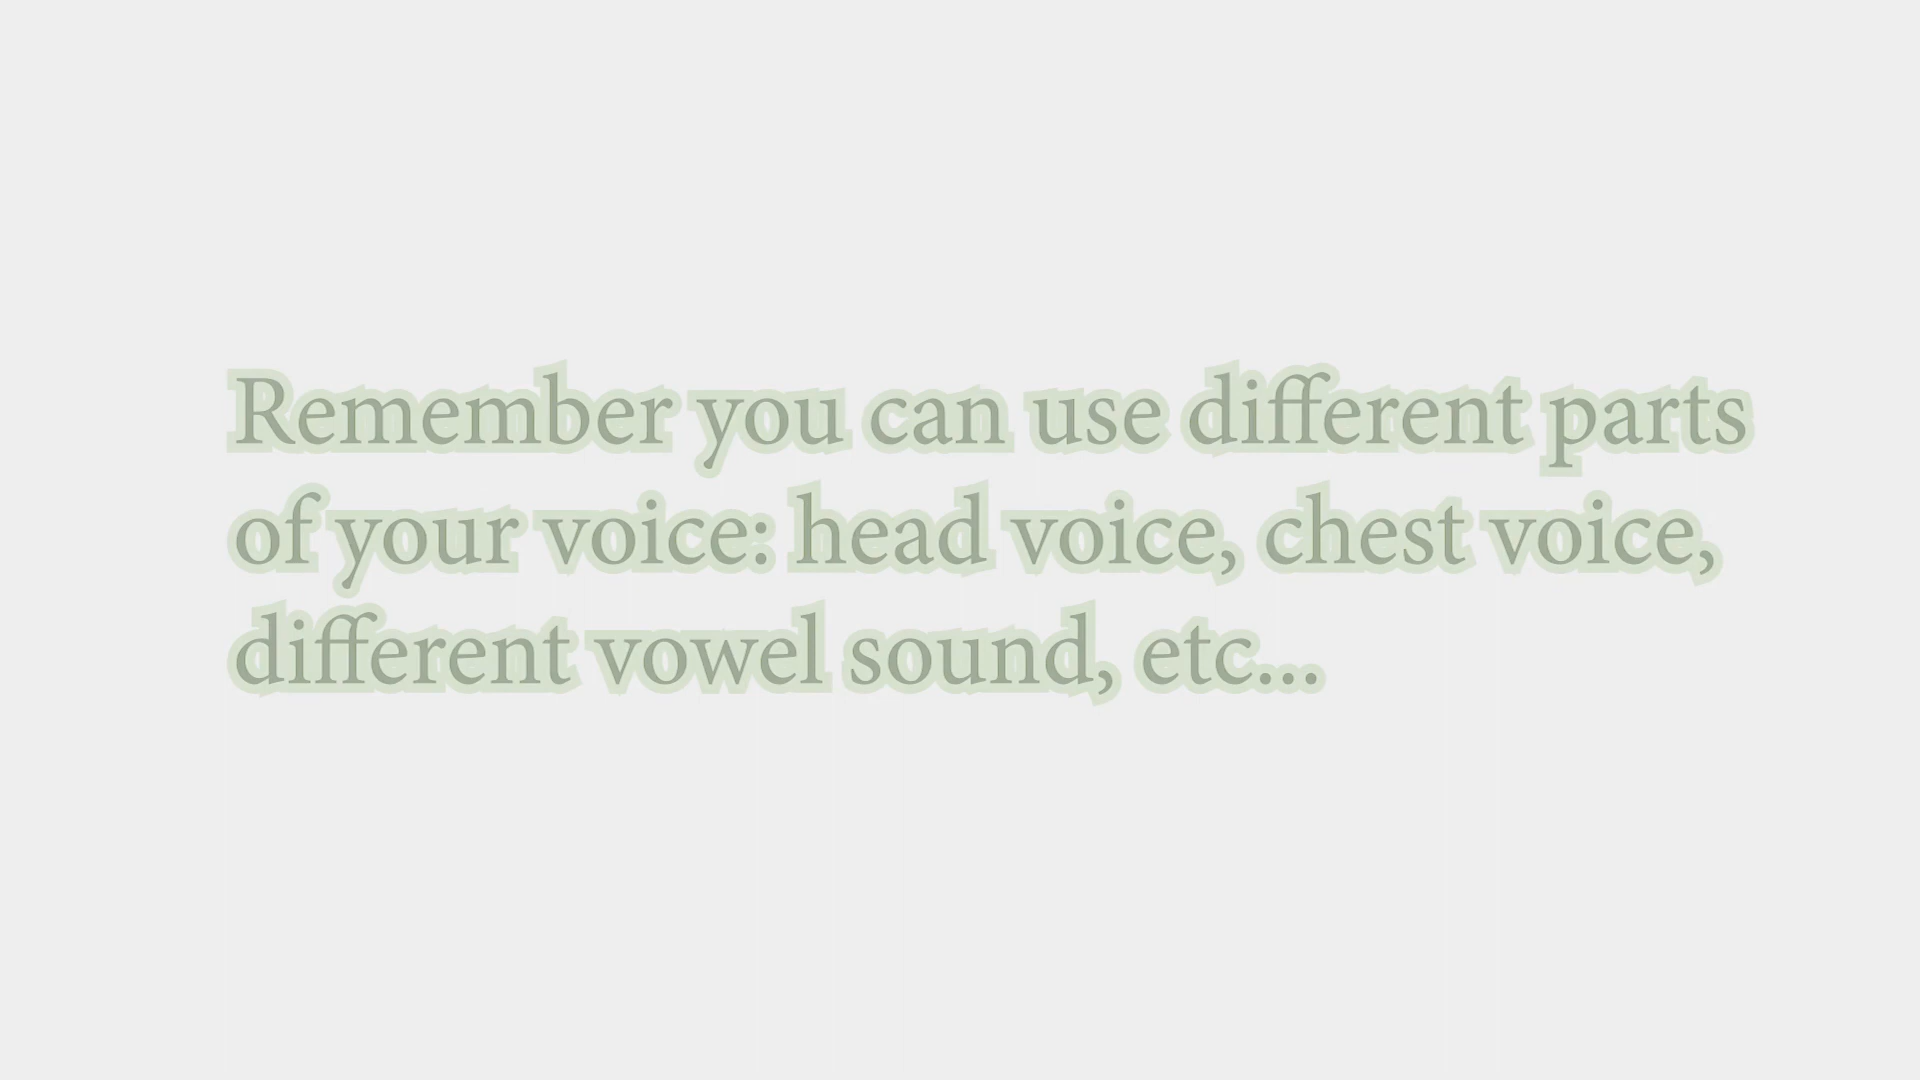 Remember you can use different parts
of your voice: head voice, chest voice,
different vowel sound, etc...